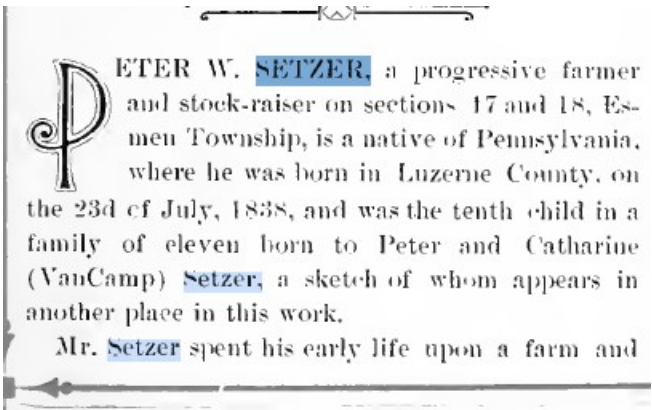 PETER W. SETZER, a progressive farmer
and stock-raiser on sections 17 and 18, Es-
men Township, is a native of Pennsylvania,
where he was born in Luzerne County, on
the 23d of July, 1838, and was the tenth child in a
family of eleven born to Peter and Catharine
(VanCamp) Setzer, a sketch of whom appears in
another place in this work.
Mr. Setzer spent his early life upon a farm and